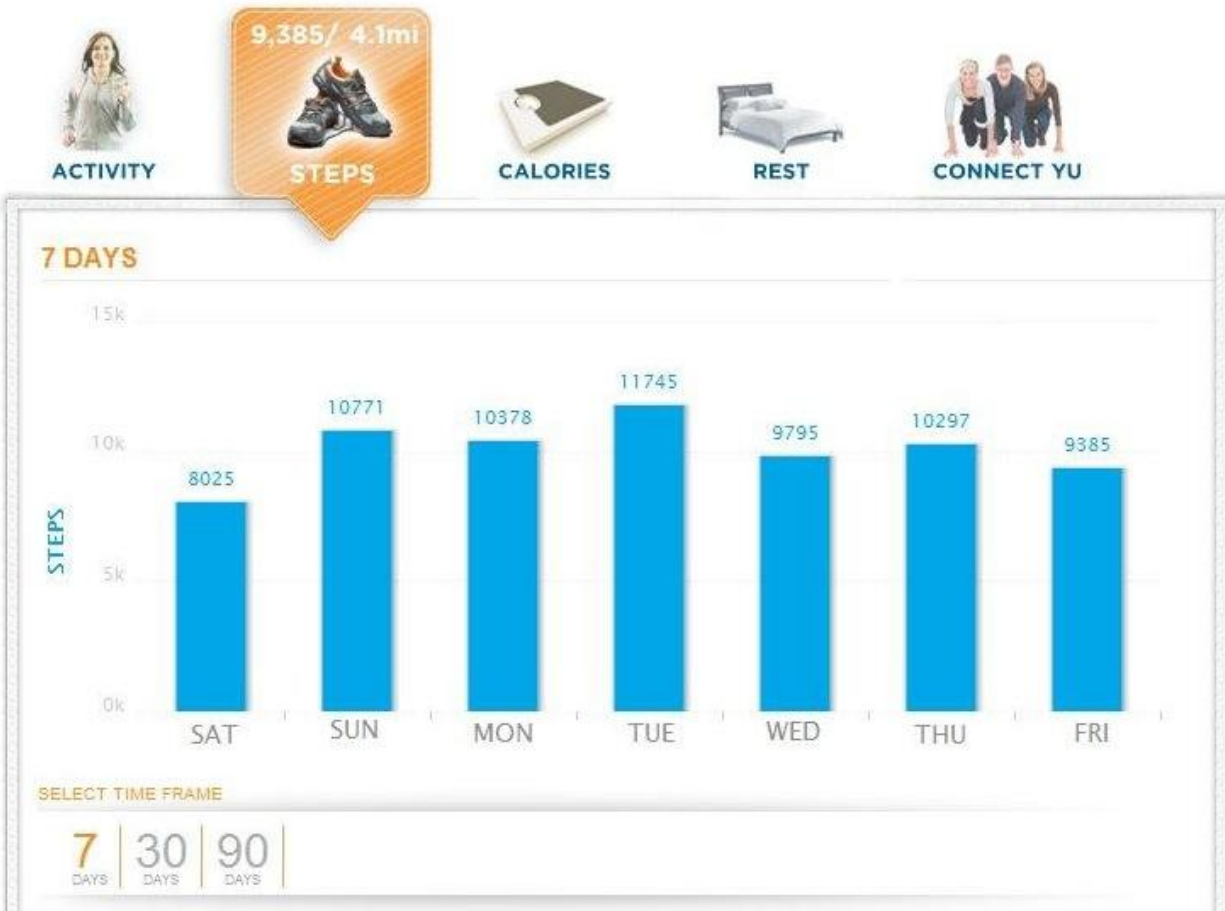 9,385/ 4.1mi
ACTIVITY
STEPS
CALORIES
REST
CONNECT YU
7 DAYS
15k
11745
10771
10378
10297
9795
9385
10k
8025
STEPS
5k
0k
SAT
SUN
MON
TUE
WED
THU
FRI
SELECT TIME FRAME
7
DAYS
30
DAYS
90
DAYS